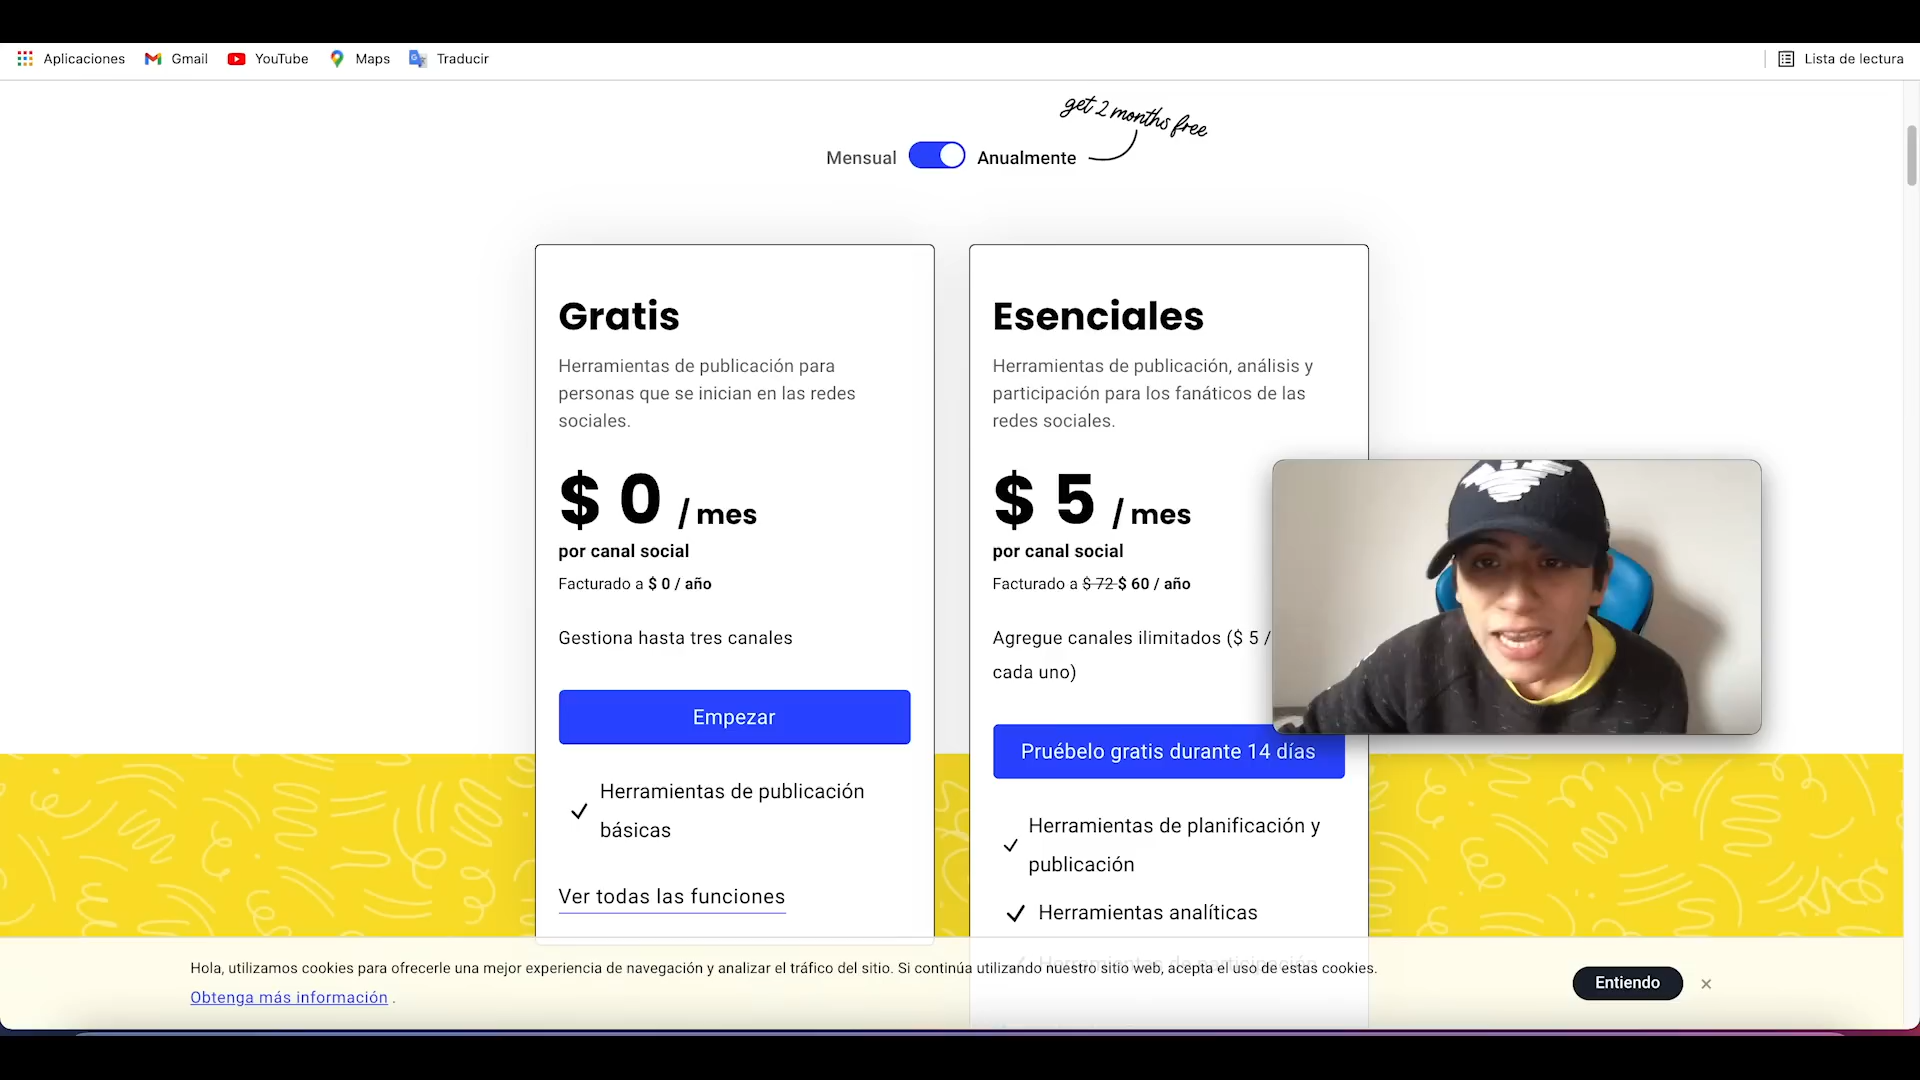 Aplicaciones Gmail YouTube Maps Traducir Lista de lectura
get 2 months free
Mensual Anualmente
Gratis
Herramientas de publicación para
personas que se inician en las redes
sociales.
$ 0 / mes
por canal social
Facturado a $ 0 / año
Gestiona hasta tres canales
Empezar
Herramientas de publicación
básicas
Ver todas las funciones
Esenciales
Herramientas de publicación, análisis y
participación para los fanáticos de las
redes sociales.
$ 5 / mes
por canal social
Facturado a $ 72 $ 60 / año
Agregue canales ilimitados ($ 5 /
cada uno)
Pruébelo gratis durante 14 días
Herramientas de planificación y
publicación
Herramientas analíticas
Herramientas de participación
Hola, utilizamos cookies para ofrecerle una mejor experiencia de navegación y analizar el tráfico del sitio. Si continúa utilizando nuestro sitio web, acepta el uso de estas cookies.
Obtenga más información .
Entiendo